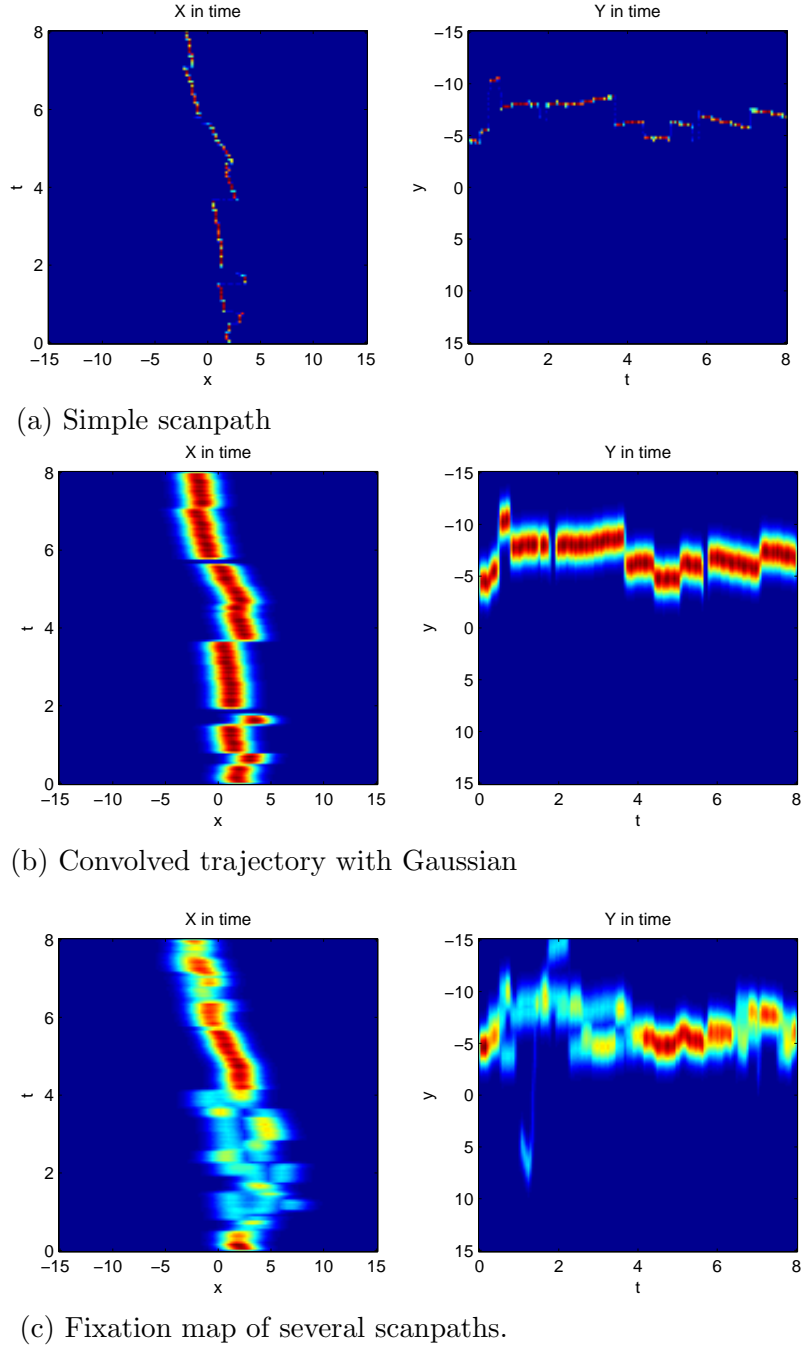 X in time Y in time
8 −15
−10
6
−5
t 4 y 0
5
2
10
0 15
−15 −10 −5 0 5 10 15 0 2 4 6 8
x t
(a) Simple scanpath
X in time Y in time
8 −15
−10
6
−5
t 4 y 0
5
2
10
0 15
−15 −10 −5 0 5 10 15 0 2 4 6 8
x t
(b) Convolved trajectory with Gaussian
X in time Y in time
8 −15
−10
6
−5
t 4 y 0
5
2
10
0 15
−15 −10 −5 0 5 10 15 0 2 4 6 8
x t
(c) Fixation map of several scanpaths.